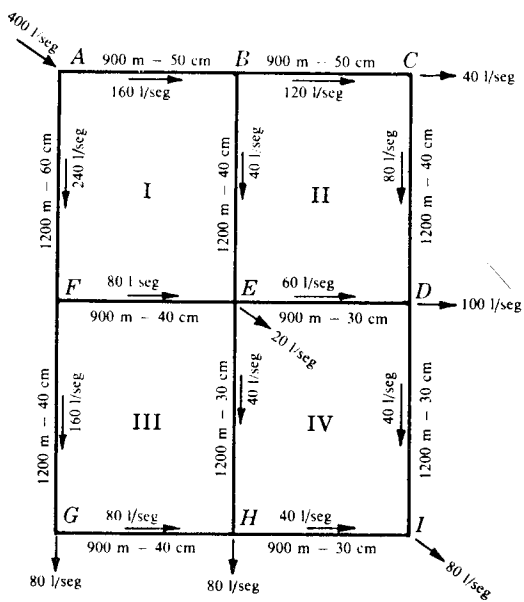 400 l/seg
A 900 m - 50 cm B 900 m - 50 cm C
160 l/seg 120 l/seg 40 l/seg
1200 m - 60 cm 240 l/seg I 1200 m - 40 cm 40 l/seg II 80 l/seg 1200 m - 40 cm
F 80 l seg E 60 l/seg D
900 m - 40 cm 900 m - 30 cm 100 l/seg
20 l/seg
1200 m - 40 cm 160 l/seg III 1200 m - 30 cm 40 l/seg IV 40 l/seg 1200 m - 30 cm
G 80 l/seg H 40 l/seg I
900 m - 40 cm 900 m - 30 cm
80 l/seg 80 l/seg 80 l/seg